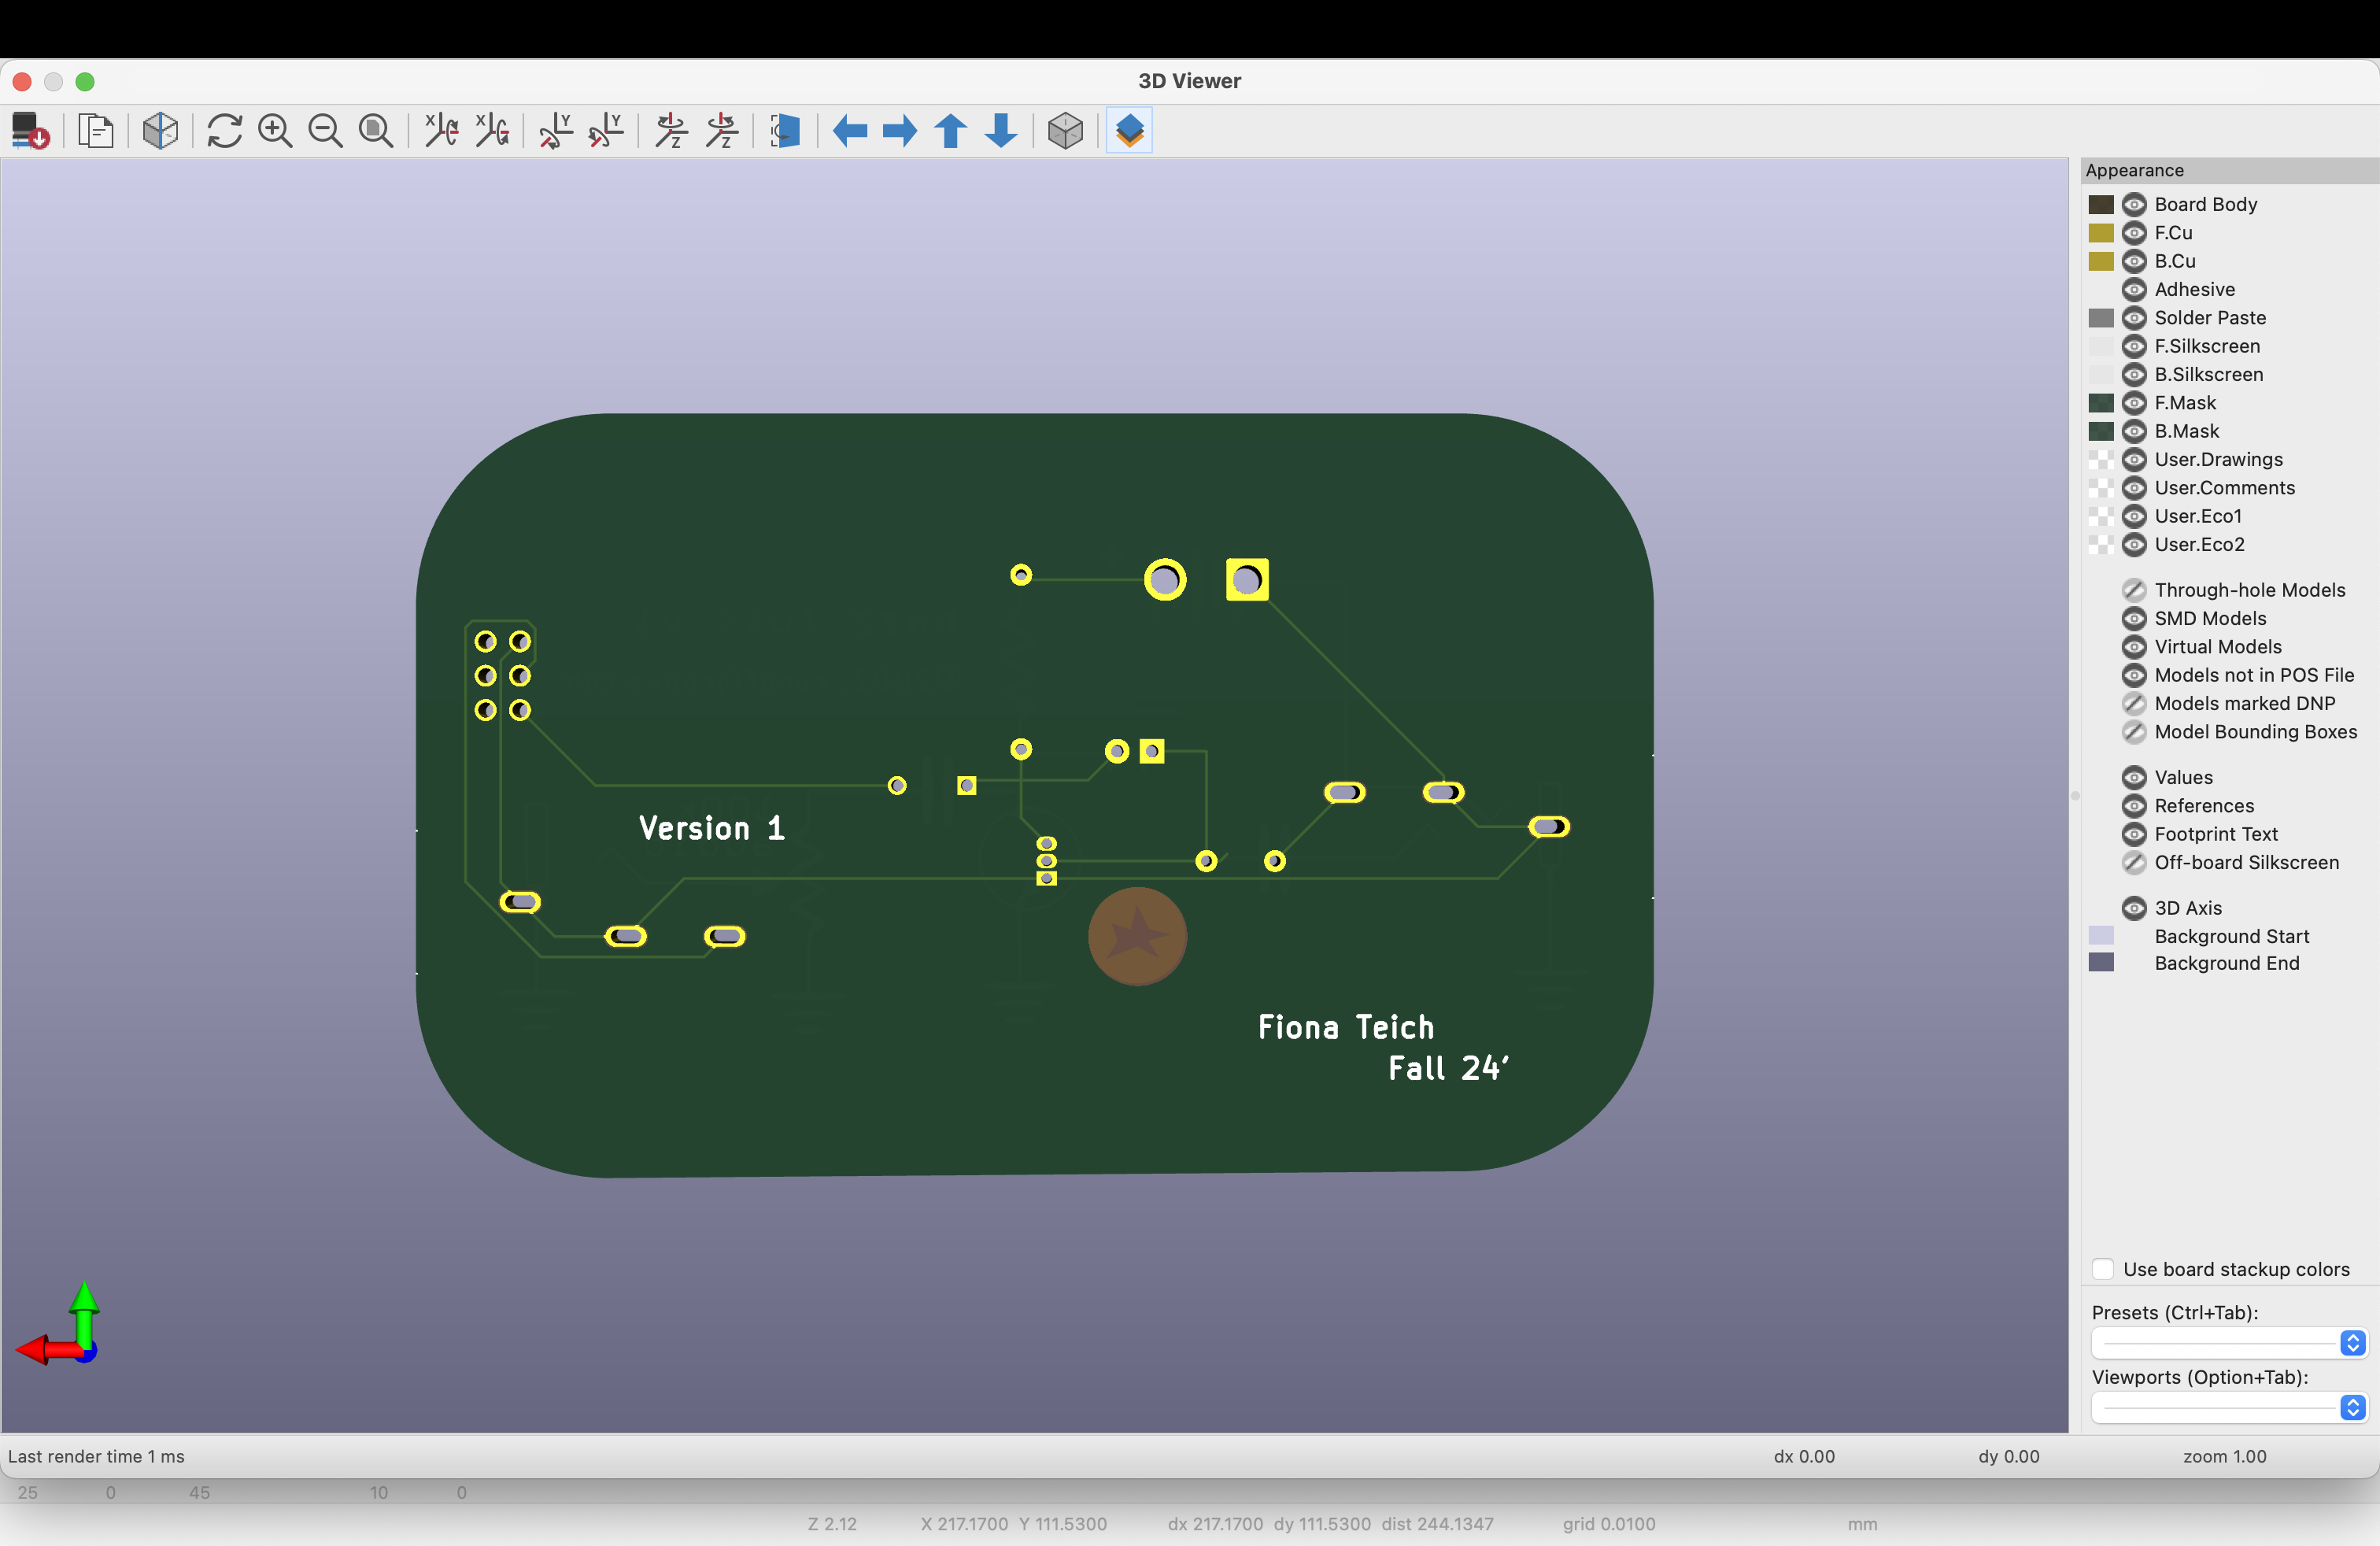 3D Viewer
X X Y Y Z Z
Appearance
Board Body
F.Cu
B.Cu
Adhesive
Solder Paste
F.Silkscreen
B.Silkscreen
F.Mask
B.Mask
User.Drawings
User.Comments
User.Eco1
User.Eco2
Through-hole Models
SMD Models
Virtual Models
Models not in POS File
Models marked DNP
Model Bounding Boxes
Values
References
Footprint Text
Off-board Silkscreen
3D Axis
Background Start
Background End
Version 1
Fiona Teich
Fall 24'
Use board stackup colors
Presets (Ctrl+Tab):
Viewports (Option+Tab):
Last render time 1 ms dx 0.00 dy 0.00 zoom 1.00
25 0 45 10 0
Z 2.12 X 217.1700 Y 111.5300 dx 217.1700 dy 111.5300 dist 244.1347 grid 0.0100 mm